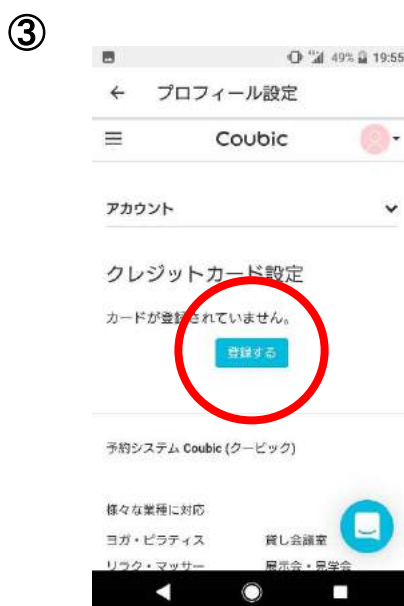 ③
49% 19:55
← プロフィール設定
Coubic
アカウント
クレジットカード設定
カードが登録されていません。
登録する
予約システム Coubic (クービック)
様々な業種に対応
ヨガ・ピラティス 貸し会議室
リラク・マッサー 展示会・見学会